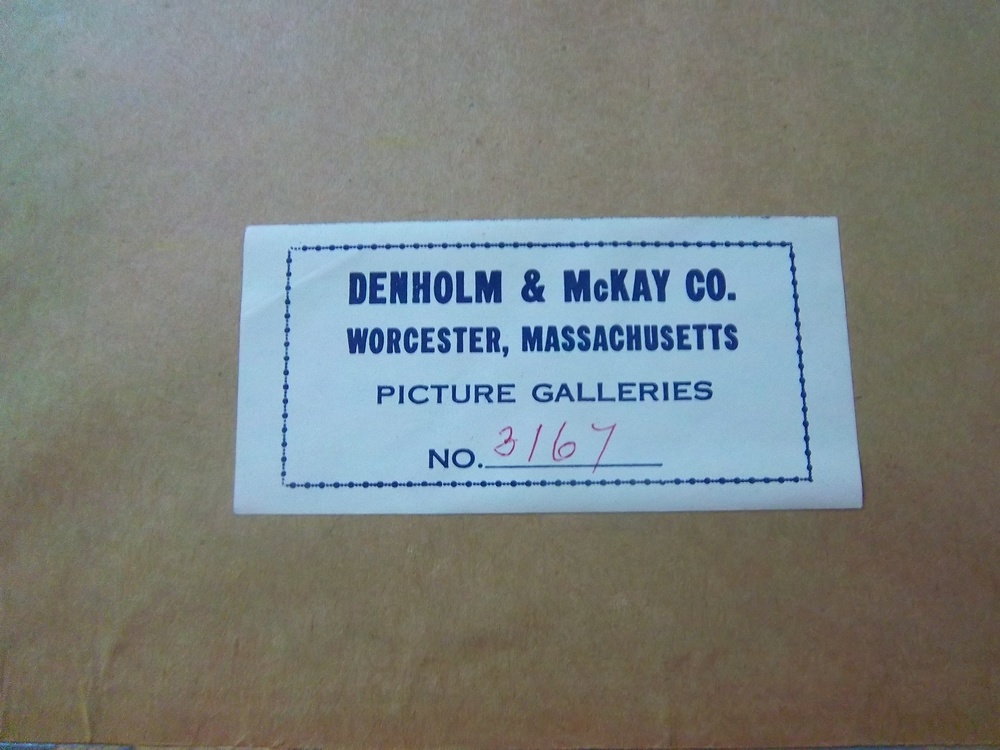 DENHOLM & McKAY CO.
WORCESTER, MASSACHUSETTS
PICTURE GALLERIES
NO. 3167